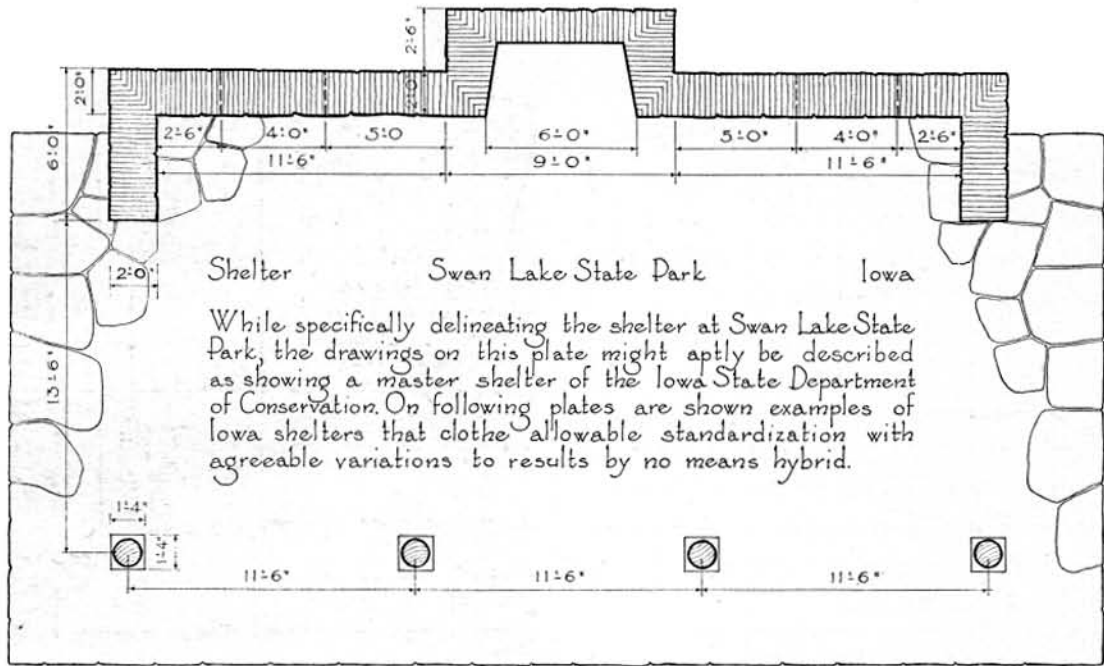 2'-6"
2'-0"
2'-0"
6'-0"
2'-6" 4'-0" 5'-0 6'-0" 5'-0" 4'-0" 2'-6"
11'-6" 9'-0" 11'-6"
Shelter Swan Lake State Park Iowa
2'-0"
While specifically delineating the shelter at Swan Lake State
Park, the drawings on this plate might aptly be described
as showing a master shelter of the Iowa State Department
of Conservation. On following plates are shown examples of
Iowa shelters that clothe allowable standardization with
agreeable variations to results by no means hybrid.
13'-6"
1'-4"
1'-4"
11'-6" 11'-6" 11'-6"